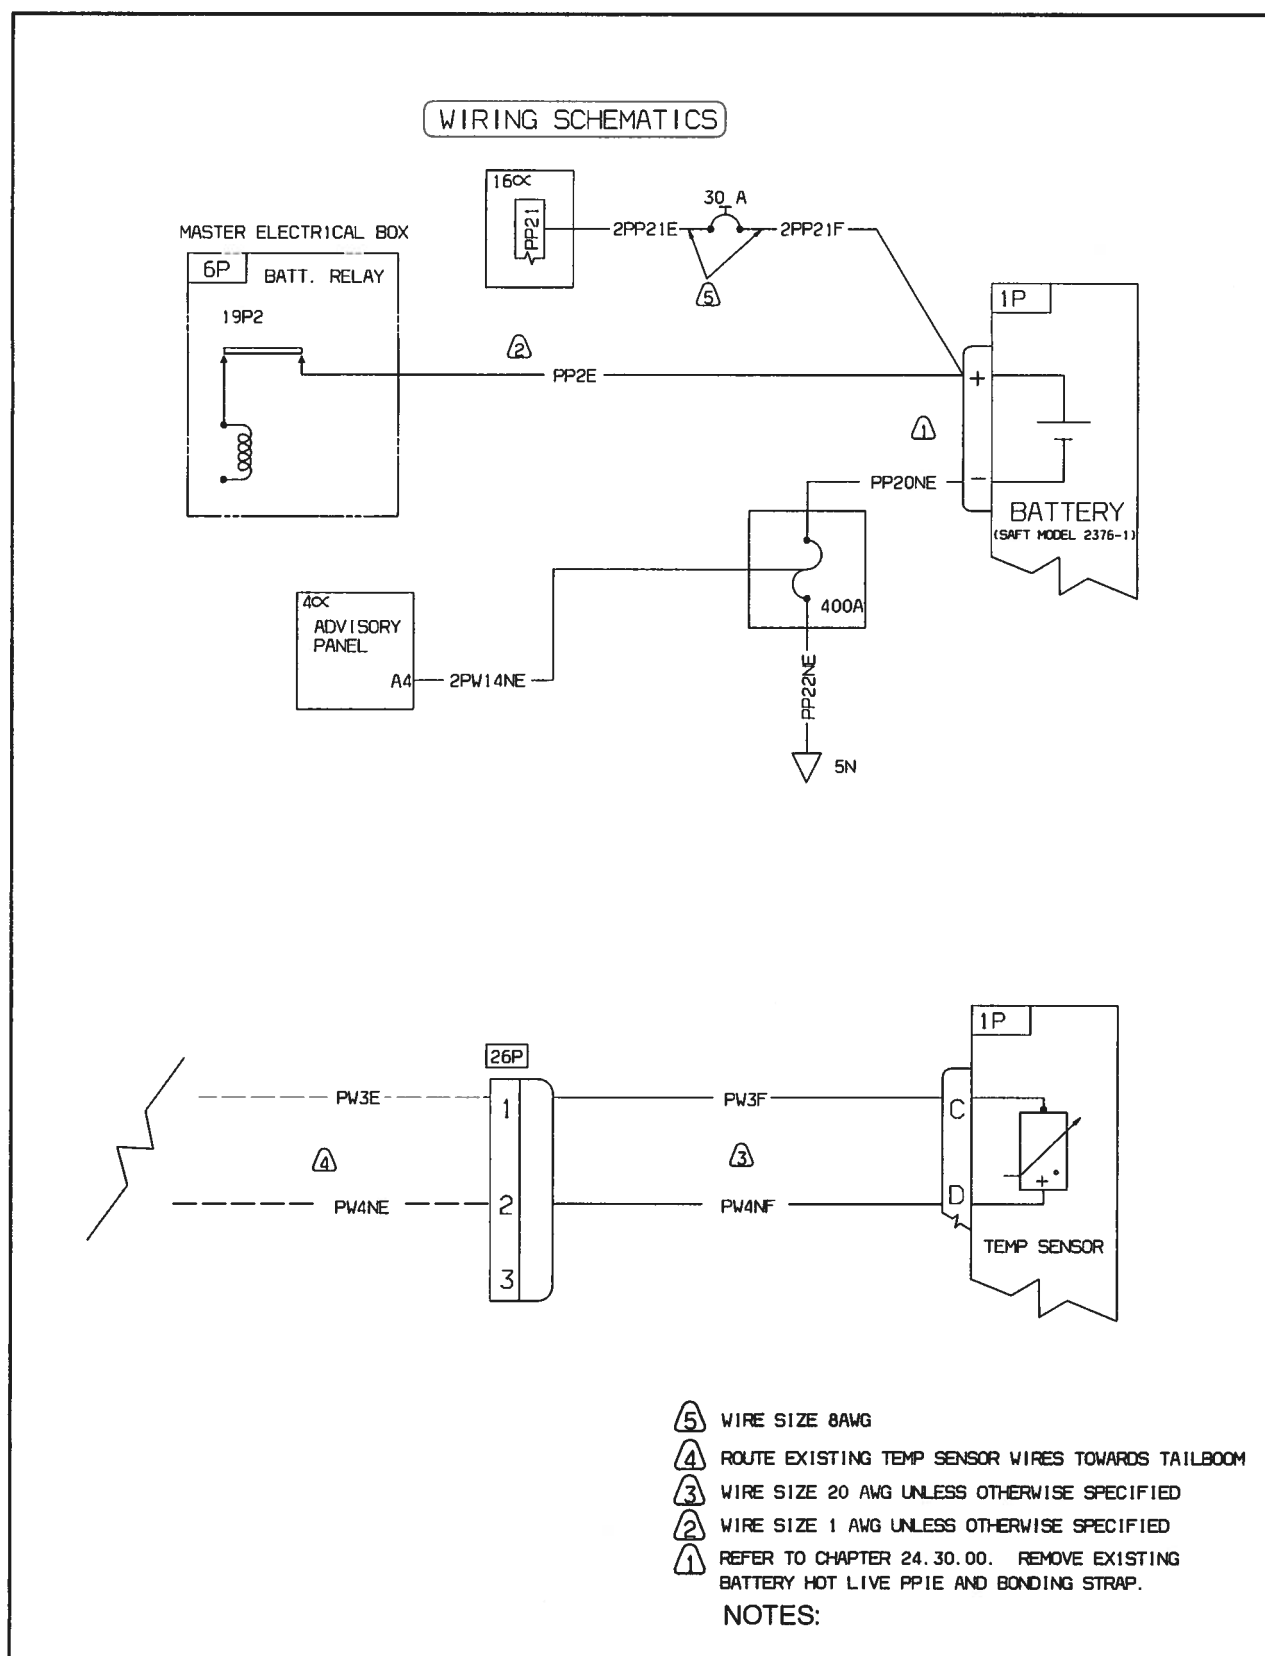 WIRING SCHEMATICS
16∝
PP21
2PP21E
30 A
2PP21F
5
MASTER ELECTRICAL BOX
6P
BATT. RELAY
19P2
2
PP2E
1P
+
1
PP20NE
−
BATTERY
(SAFT MODEL 2376-1)
400A
4∝
ADVISORY
PANEL
A4
2PW14NE
PP22NE
5N
1P
26P
PW3E
1
PW3F
C
4
3
PW4NE
2
PW4NF
D
+
3
TEMP SENSOR
5 WIRE SIZE 8AWG
4 ROUTE EXISTING TEMP SENSOR WIRES TOWARDS TAILBOOM
3 WIRE SIZE 20 AWG UNLESS OTHERWISE SPECIFIED
2 WIRE SIZE 1 AWG UNLESS OTHERWISE SPECIFIED
1 REFER TO CHAPTER 24.30.00. REMOVE EXISTING
BATTERY HOT LIVE PPIE AND BONDING STRAP.
NOTES: